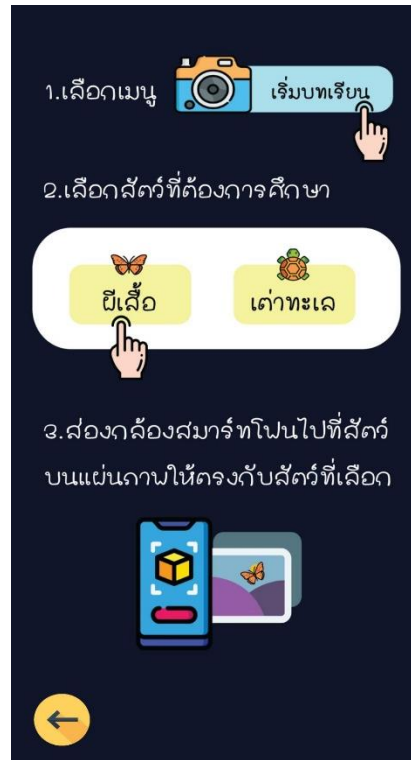 ๑.เลือกเมนู เริ่มบทเรียน
๒.เลือกสัตว์ที่ต้องการศึกษา
ผีเสื้อ เต่าทะเล
๓.ส่องกล้องสมาร์ทโฟนไปที่สัตว์
บนแผ่นภาพให้ตรงกับสัตว์ที่เลือก